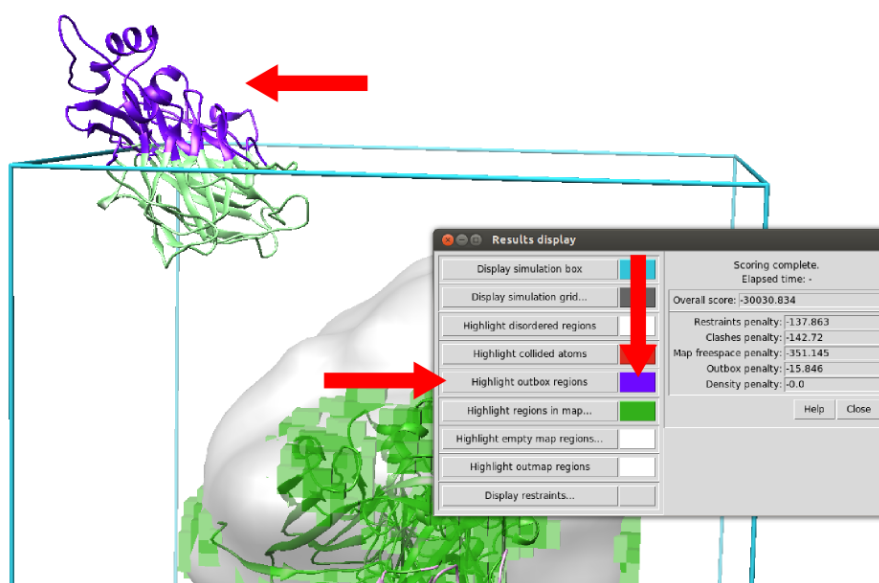 Results display
Display simulation box
Display simulation grid...
Highlight disordered regions
Highlight collided atoms
Highlight outbox regions
Highlight regions in map...
Highlight empty map regions...
Highlight outmap regions
Display restraints...
Scoring complete.
Elapsed time: -
Overall score: -30030.834
Restraints penalty: -137.863
Clashes penalty: -142.72
Map freespace penalty: -351.145
Outbox penalty: -15.846
Density penalty: -0.0
Help Close